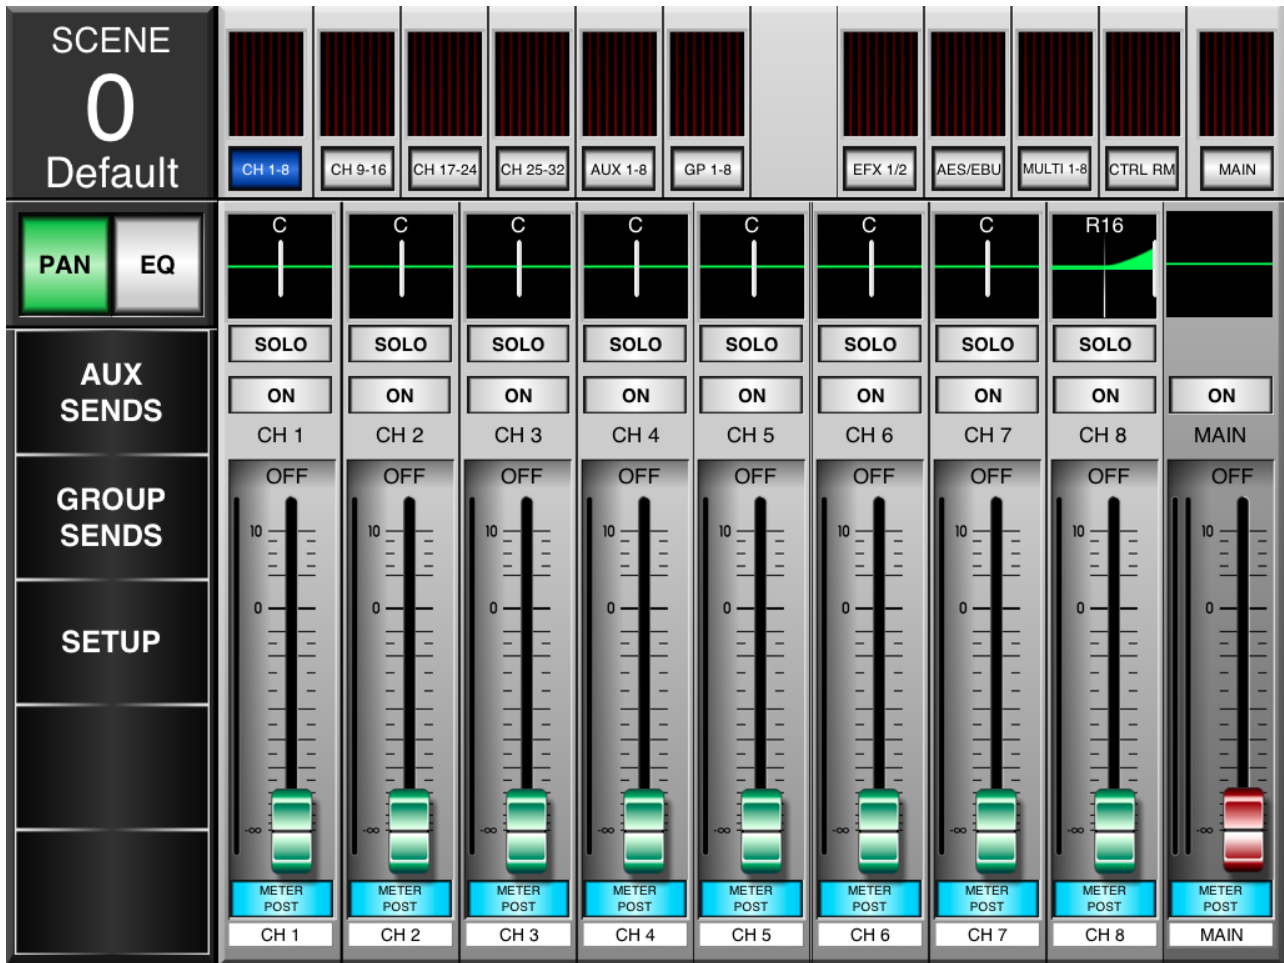 SCENE
0
Default
CH 1-8 CH 9-16 CH 17-24 CH 25-32 AUX 1-8 GP 1-8 EFX 1/2 AES/EBU MULTI 1-8 CTRL RM MAIN
PAN EQ
C C C C C C C R16
SOLO SOLO SOLO SOLO SOLO SOLO SOLO SOLO
ON ON ON ON ON ON ON ON ON
CH 1 CH 2 CH 3 CH 4 CH 5 CH 6 CH 7 CH 8 MAIN
AUX
SENDS
GROUP
SENDS
SETUP
OFF OFF OFF OFF OFF OFF OFF OFF OFF
10 10 10 10 10 10 10 10 10
0 0 0 0 0 0 0 0 0
-∞ -∞ -∞ -∞ -∞ -∞ -∞ -∞ -∞
METER METER METER METER METER METER METER METER METER
POST POST POST POST POST POST POST POST POST
CH 1 CH 2 CH 3 CH 4 CH 5 CH 6 CH 7 CH 8 MAIN